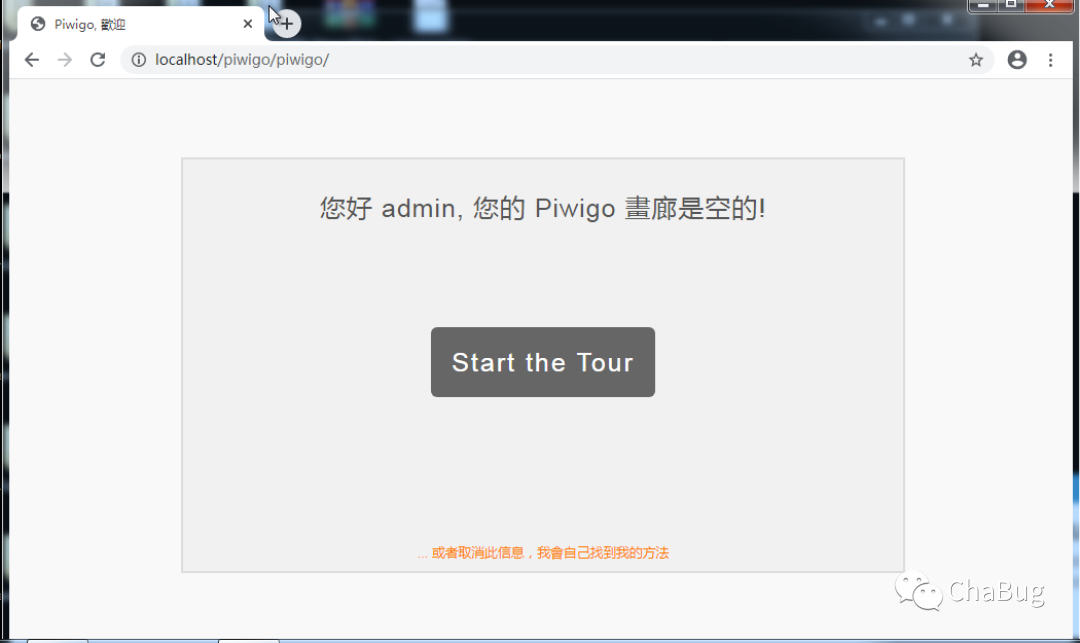 Piwigo, 歡迎
localhost/piwigo/piwigo/
您好 admin, 您的 Piwigo 畫廊是空的!
Start the Tour
... 或者取消此信息，我會自己找到我的方法
ChaBug